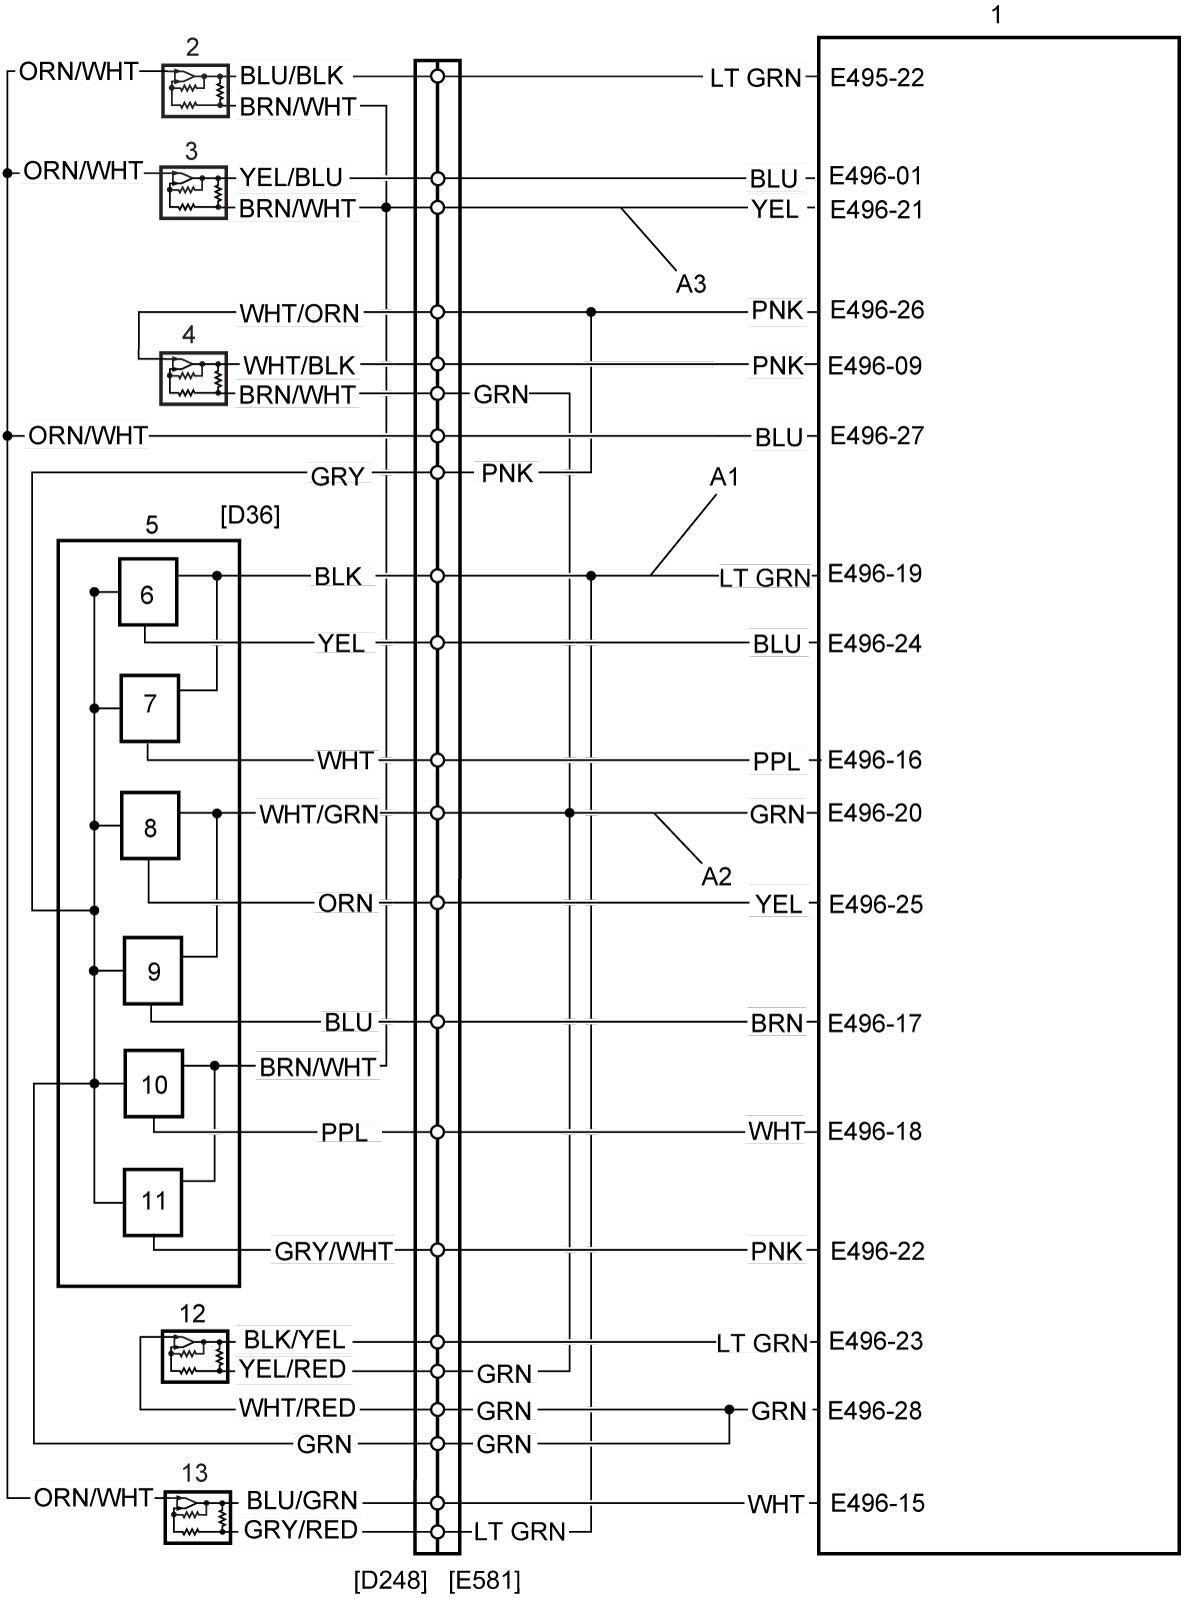 1
2
ORN/WHT BLU/BLK LT GRN E495-22
BRN/WHT
3
ORN/WHT YEL/BLU BLU E496-01
BRN/WHT YEL E496-21
A3
WHT/ORN PNK E496-26
4
WHT/BLK PNK E496-09
BRN/WHT GRN
ORN/WHT BLU E496-27
GRY PNK A1
5 [D36]
6 BLK LT GRN E496-19
YEL BLU E496-24
7
WHT PPL E496-16
8 WHT/GRN GRN E496-20
A2
ORN YEL E496-25
9
BLU BRN E496-17
10 BRN/WHT
PPL WHT E496-18
11
GRY/WHT PNK E496-22
12
BLK/YEL LT GRN E496-23
YEL/RED GRN
WHT/RED GRN GRN E496-28
GRN GRN
13
ORN/WHT BLU/GRN WHT E496-15
GRY/RED LT GRN
[D248] [E581]